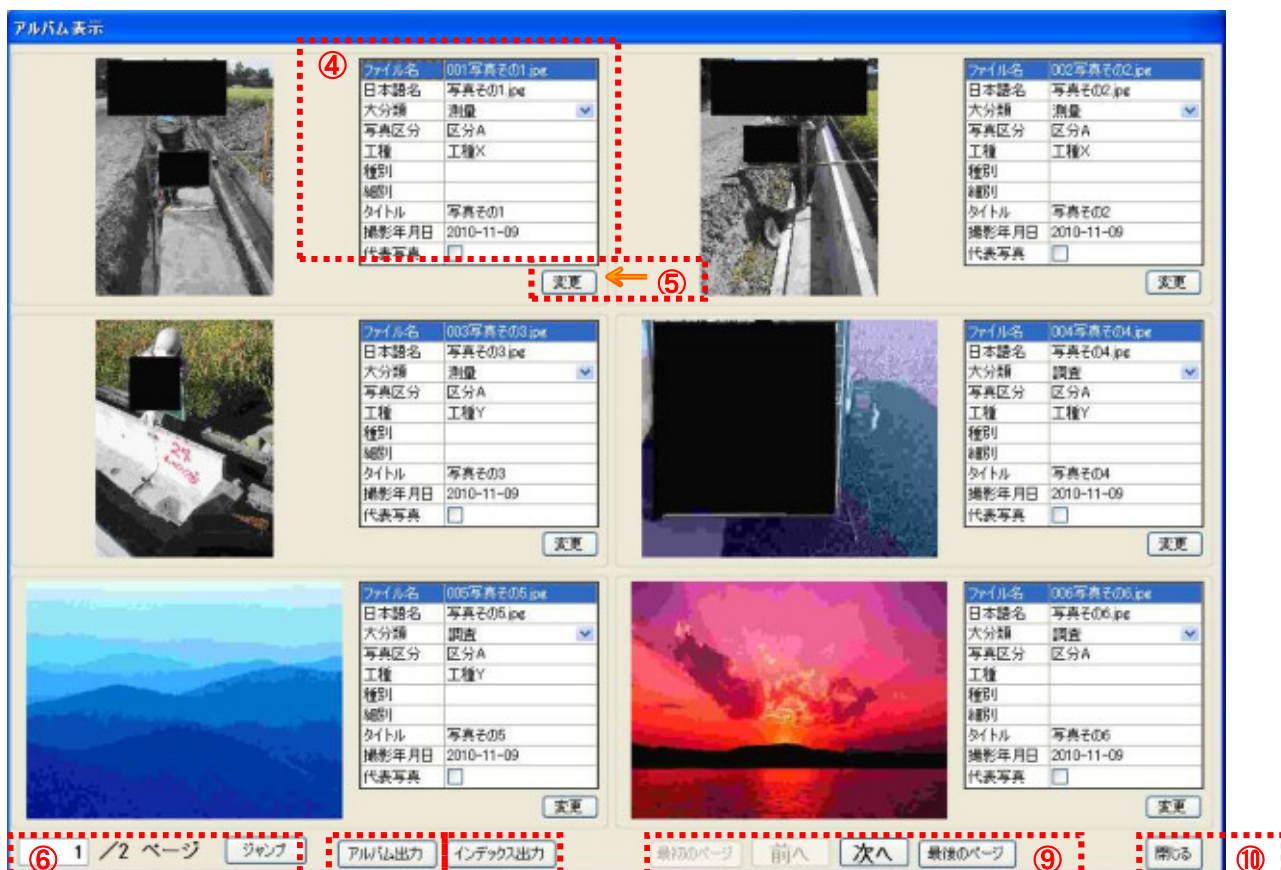 アルバム表示
④
ファイル名 001写真その1.jpg
日本語名 写真その1.jpg
大分類 測量
写真区分 区分A
工種 工種X
種別
細別
タイトル 写真その1
撮影年月日 2010-11-09
代表写真
変更
⑤
ファイル名 002写真その2.jpg
日本語名 写真その2.jpg
大分類 測量
写真区分 区分A
工種 工種X
種別
細別
タイトル 写真その2
撮影年月日 2010-11-09
代表写真
変更
ファイル名 003写真その3.jpg
日本語名 写真その3.jpg
大分類 測量
写真区分 区分A
工種 工種Y
種別
細別
タイトル 写真その3
撮影年月日 2010-11-09
代表写真
変更
ファイル名 004写真その4.jpg
日本語名 写真その4.jpg
大分類 調査
写真区分 区分A
工種 工種Y
種別
細別
タイトル 写真その4
撮影年月日 2010-11-09
代表写真
変更
ファイル名 005写真その5.jpg
日本語名 写真その5.jpg
大分類 調査
写真区分 区分A
工種 工種Y
種別
細別
タイトル 写真その5
撮影年月日 2010-11-09
代表写真
変更
ファイル名 006写真その6.jpg
日本語名 写真その6.jpg
大分類 調査
写真区分 区分A
工種
種別
細別
タイトル 写真その6
撮影年月日 2010-11-09
代表写真
変更
⑥ 1 /2 ページ ジャンプ アルバム出力 インデックス出力 最初のページ 前へ 次へ 最後のページ ⑨ 閉じる ⑩